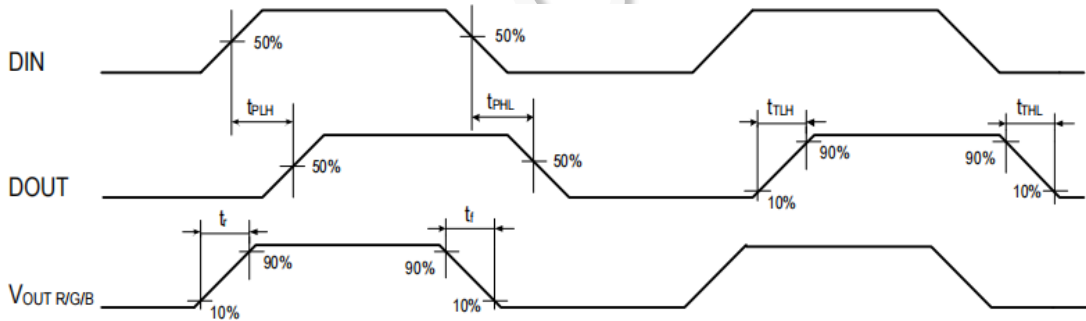 50%
50%
DIN
tPLH
tPHL
tTLH
tTHL
50%
50%
90%
90%
DOUT
10%
10%
tr
tf
90%
90%
VOUT R/G/B
10%
10%